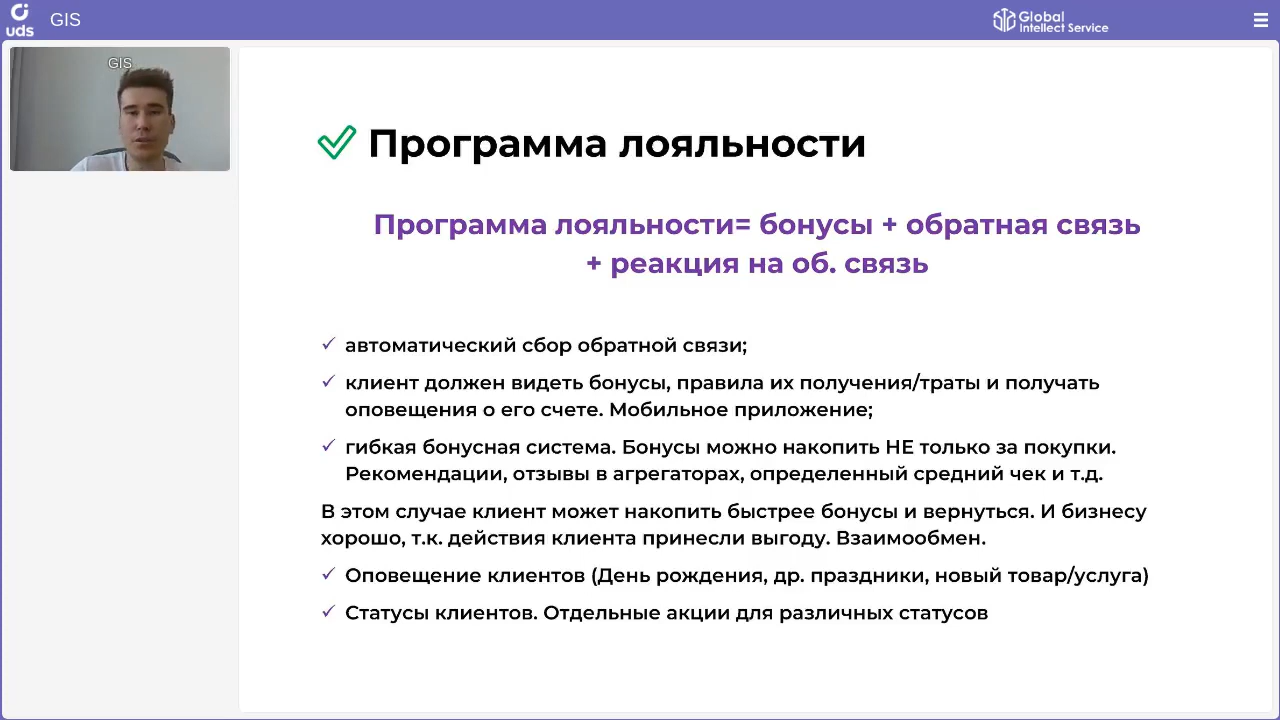 uds
GIS
Global
Intellect Service
GIS
Программа лояльности
Программа лояльности= бонусы + обратная связь
+ реакция на об. связь
автоматический сбор обратной связи;
клиент должен видеть бонусы, правила их получения/траты и получать
оповещения о его счете. Мобильное приложение;
гибкая бонусная система. Бонусы можно накопить НЕ только за покупки.
Рекомендации, отзывы в агрегаторах, определенный средний чек и т.д.
В этом случае клиент может накопить быстрее бонусы и вернуться. И бизнесу
хорошо, т.к. действия клиента принесли выгоду. Взаимообмен.
Оповещение клиентов (День рождения, др. праздники, новый товар/услуга)
Статусы клиентов. Отдельные акции для различных статусов